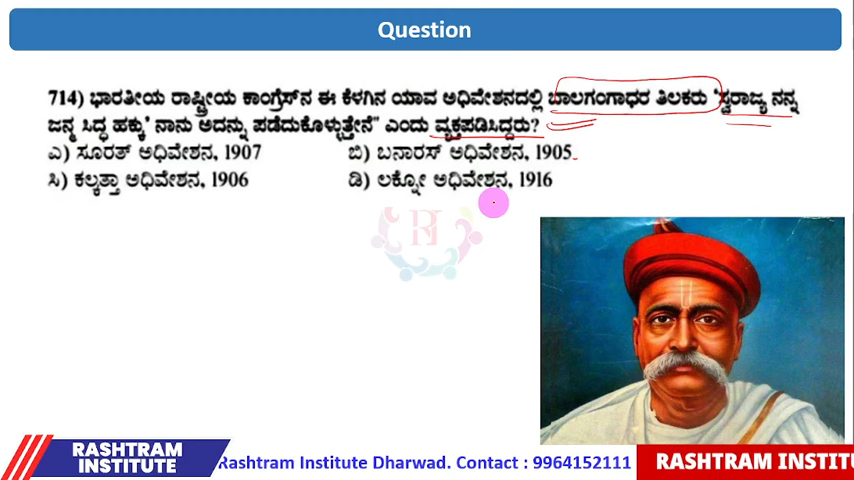 Question
714) ಭಾರತೀಯ ರಾಷ್ಟ್ರೀಯ ಕಾಂಗ್ರೆಸ್‌ನ ಈ ಕೆಳಗಿನ ಯಾವ ಅಧಿವೇಶನದಲ್ಲಿ ಬಾಲಗಂಗಾಧರ ತಿಲಕರು 'ಸ್ವರಾಜ್ಯ ನನ್ನ
ಜನ್ಮ ಸಿದ್ಧ ಹಕ್ಕು' ನಾನು ಅದನ್ನು ಪಡೆದುಕೊಳ್ಳುತ್ತೇನೆ" ಎಂದು ವ್ಯಕ್ತಪಡಿಸಿದ್ದರು?
ಎ) ಸೂರತ್ ಅಧಿವೇಶನ, 1907 ಬಿ) ಬನಾರಸ್ ಅಧಿವೇಶನ, 1905
ಸಿ) ಕಲ್ಕತ್ತಾ ಅಧಿವೇಶನ, 1906 ಡಿ) ಲಕ್ನೋ ಅಧಿವೇಶನ, 1916
RI
RASHTRAM
INSTITUTE
Rashtram Institute Dharwad. Contact : 9964152111
RASHTRAM INSTITU